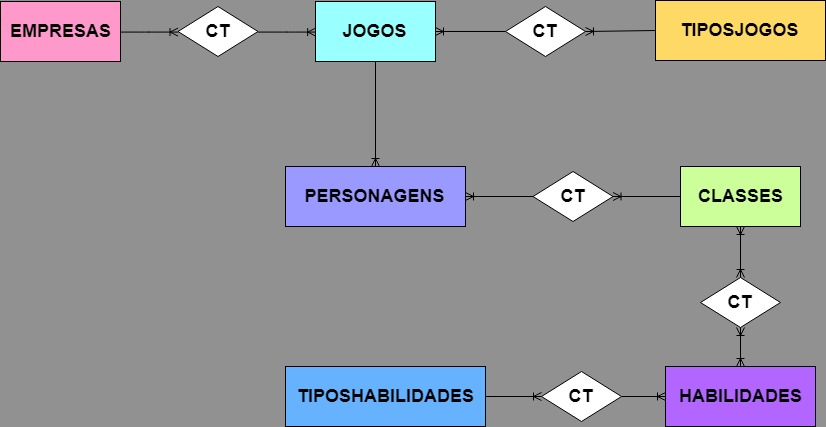 EMPRESAS
CT
JOGOS
CT
TIPOSJOGOS
PERSONAGENS
CT
CLASSES
CT
TIPOSHABILIDADES
CT
HABILIDADES